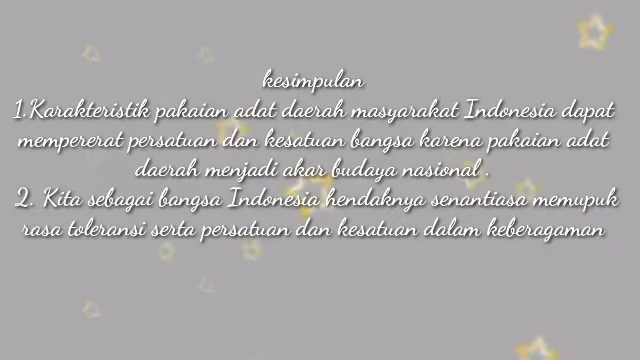 kesimpulan
1.Karakteristik pakaian adat daerah masyarakat Indonesia dapat
mempererat persatuan dan kesatuan bangsa karena pakaian adat
daerah menjadi akar budaya nasional .
2. Kita sebagai bangsa Indonesia hendaknya senantiasa memupuk
rasa toleransi serta persatuan dan kesatuan dalam keberagaman